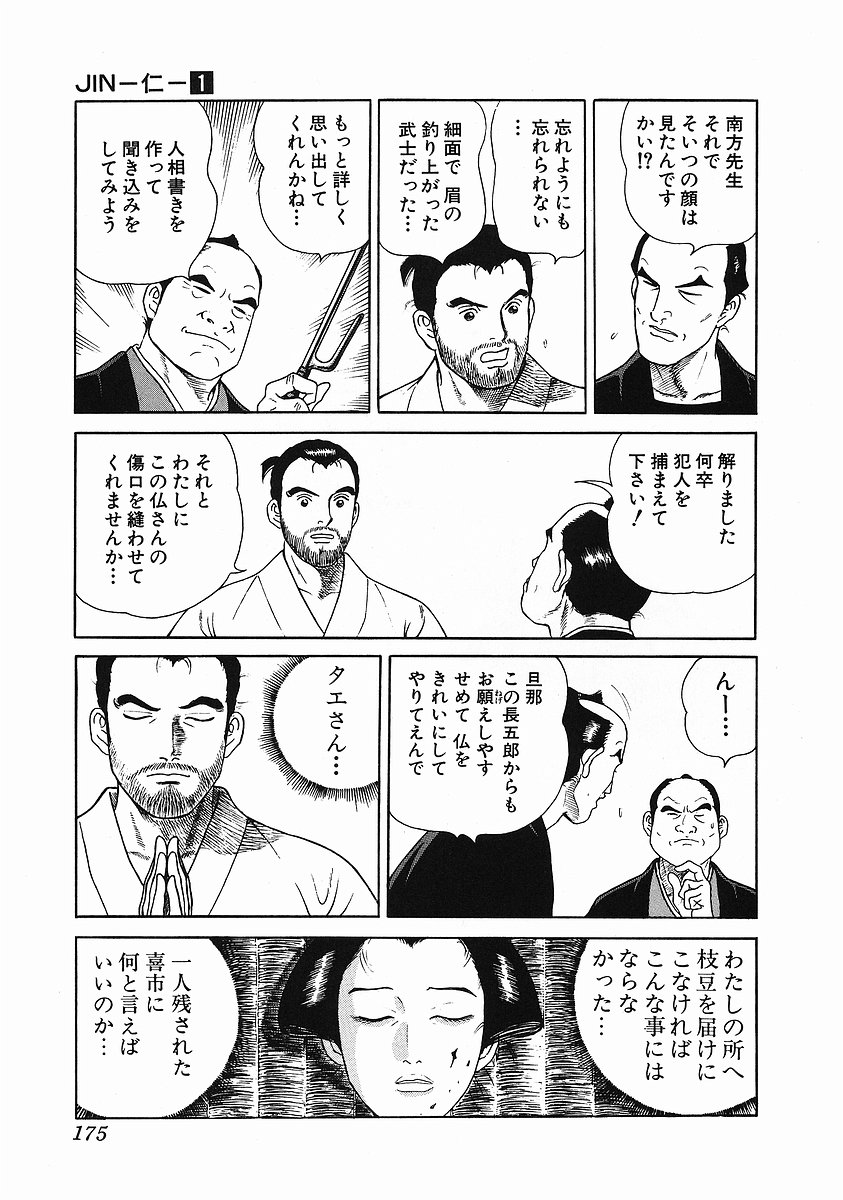 JIN－仁－1
南方先生
それで
そいつの顔は
見たんです
かい!?
忘れようにも
忘れられない
…
細面で 眉の
釣り上がった
武士だった…
もっと詳しく
思い出して
くれんかね…
人相書きを
作って
聞き込みを
してみよう
解りました
何卒
犯人を
捕まえて
下さい！
それと
わたしに
この仏さんの
傷口を縫わせて
くれませんか…
んー…
旦那
この長五郎からも
お願えしやす
ねげ
せめて 仏を
きれいにして
やりてえんで
タエさん…
わたしの所へ
枝豆を届けに
こなければ
こんな事には
ならな
かった…
一人残された
喜市に
何と言えば
いいのか…
175